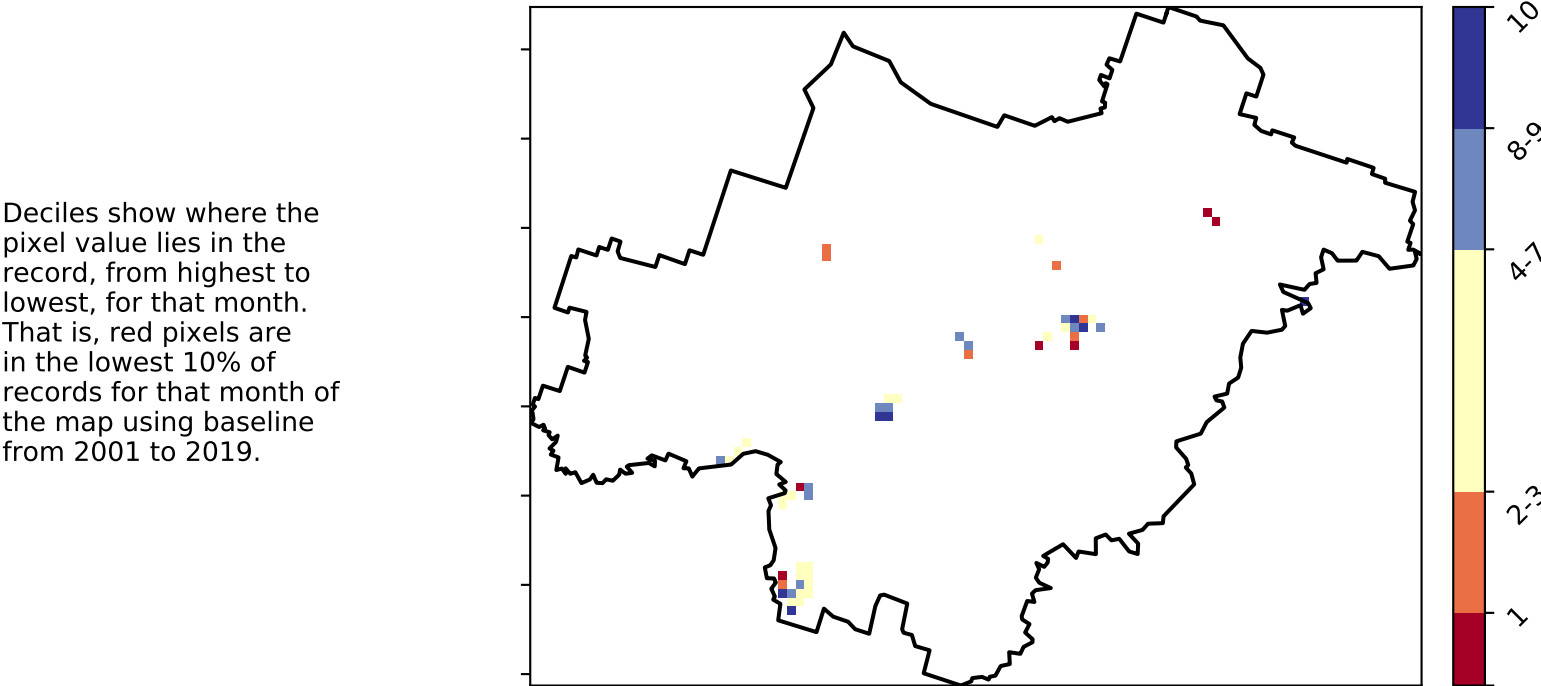 Deciles show where the
pixel value lies in the
record, from highest to
lowest, for that month.
That is, red pixels are
in the lowest 10% of
records for that month of
the map using baseline
from 2001 to 2019.
10
8-9
4-7
2-3
1